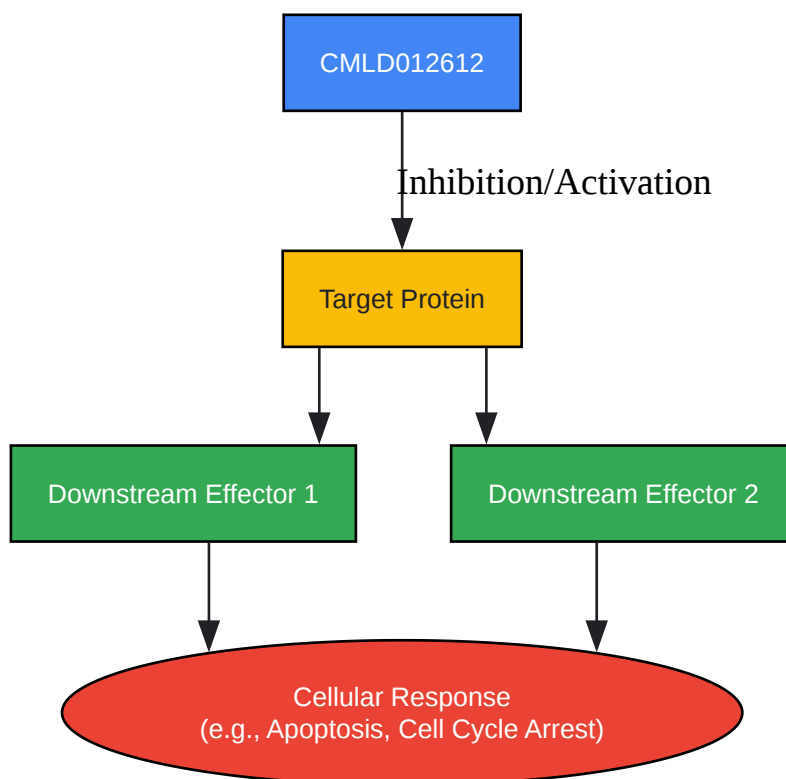 CMLD012612
Inhibition/Activation
Target Protein
Downstream Effector 1
Downstream Effector 2
Cellular Response
(e.g., Apoptosis, Cell Cycle Arrest)